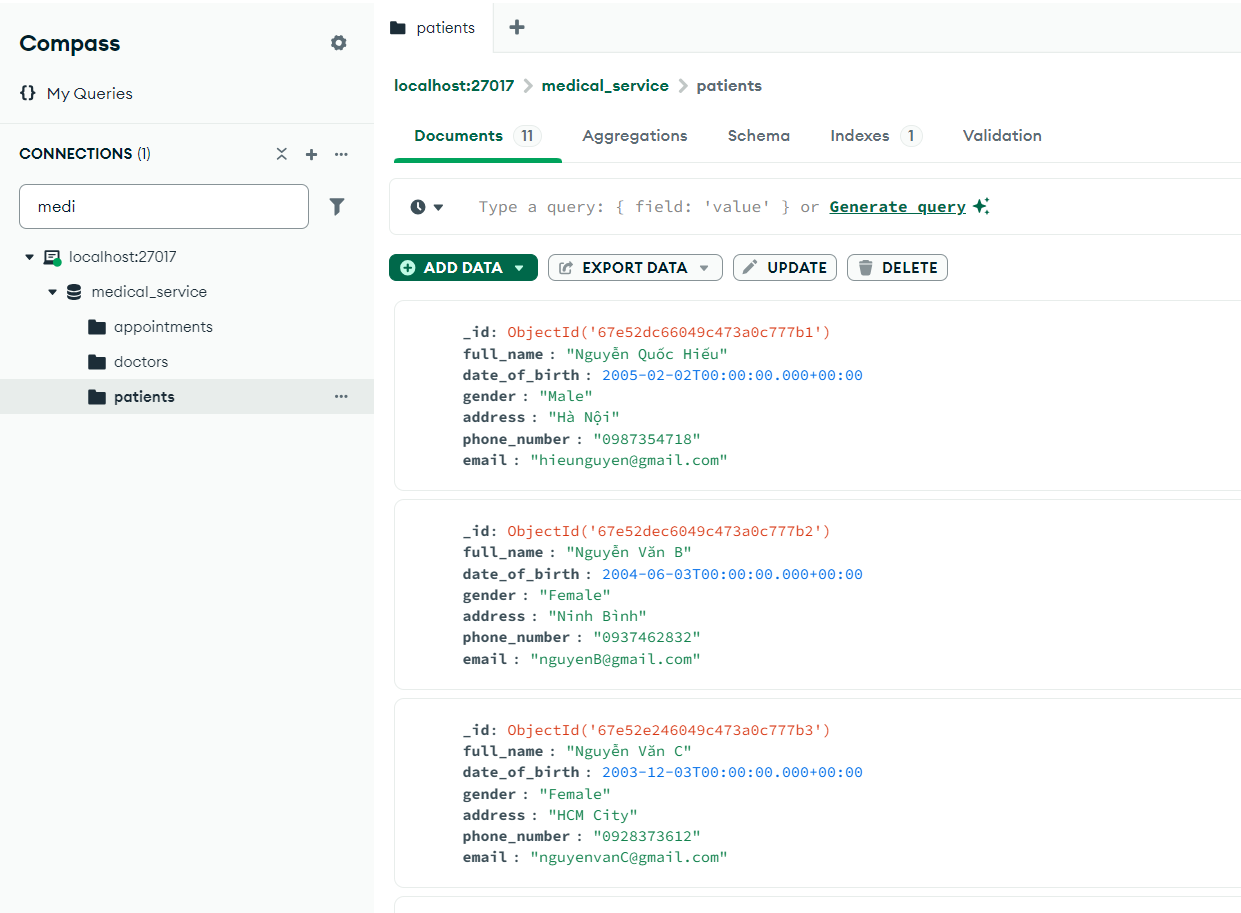 Compass
My Queries
CONNECTIONS (1)
medi
localhost:27017
medical_service
appointments
doctors
patients
patients
localhost:27017 > medical_service > patients
Documents 11 Aggregations Schema Indexes 1 Validation
Type a query: { field: 'value' } or Generate query
ADD DATA EXPORT DATA UPDATE DELETE
_id: ObjectId('67e52dc66049c473a0c777b1')
full_name : "Nguyễn Quốc Hiếu"
date_of_birth : 2005-02-02T00:00:00.000+00:00
gender : "Male"
address : "Hà Nội"
phone_number : "0987354718"
email : "hieunguyen@gmail.com"
_id: ObjectId('67e52dec6049c473a0c777b2')
full_name : "Nguyễn Văn B"
date_of_birth : 2004-06-03T00:00:00.000+00:00
gender : "Female"
address : "Ninh Bình"
phone_number : "0937462832"
email : "nguyenB@gmail.com"
_id: ObjectId('67e52e246049c473a0c777b3')
full_name : "Nguyễn Văn C"
date_of_birth : 2003-12-03T00:00:00.000+00:00
gender : "Female"
address : "HCM City"
phone_number : "0928373612"
email : "nguyenvanC@gmail.com"